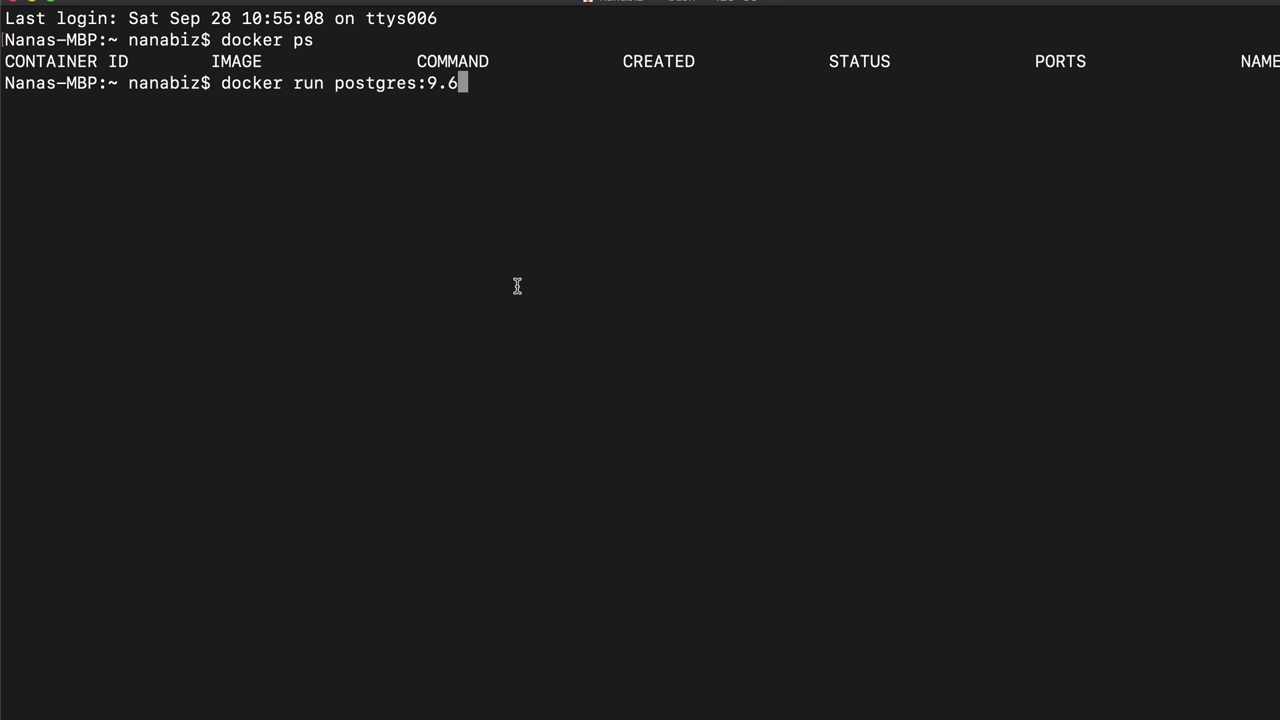 Last login: Sat Sep 28 10:55:08 on ttys006
Nanas-MBP:~ nanabiz$ docker ps
CONTAINER ID IMAGE COMMAND CREATED STATUS PORTS NAME
Nanas-MBP:~ nanabiz$ docker run postgres:9.6